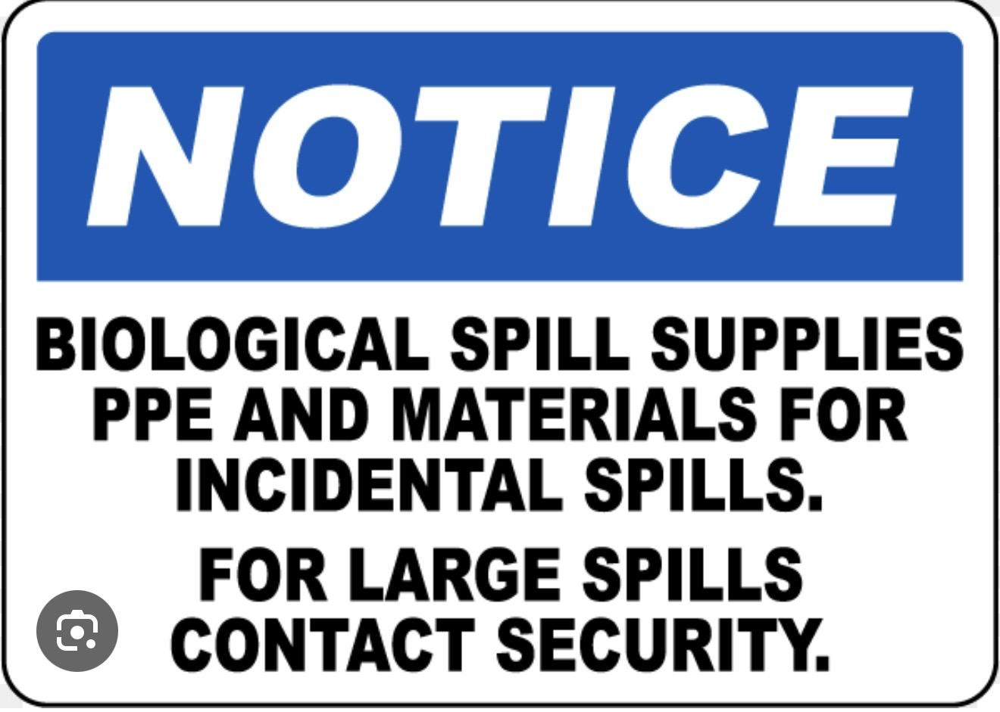 NOTICE
BIOLOGICAL SPILL SUPPLIES
PPE AND MATERIALS FOR
INCIDENTAL SPILLS.
FOR LARGE SPILLS
CONTACT SECURITY.